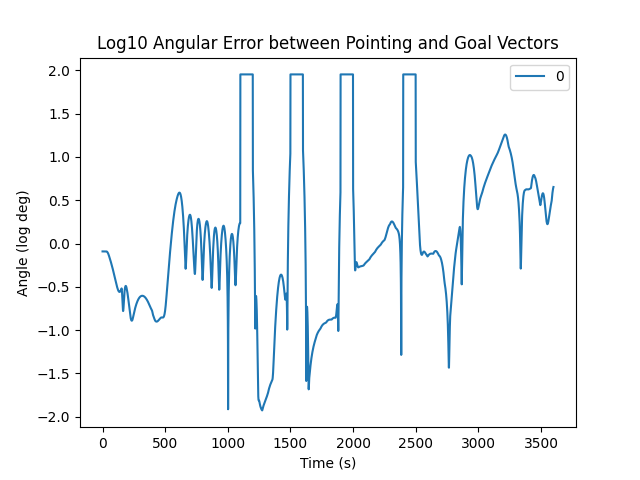 Log10 Angular Error between Pointing and Goal Vectors
0
2.0
1.5
1.0
0.5
0.0
−0.5
−1.0
−1.5
−2.0
Angle (log deg)
0 500 1000 1500 2000 2500 3000 3500
Time (s)